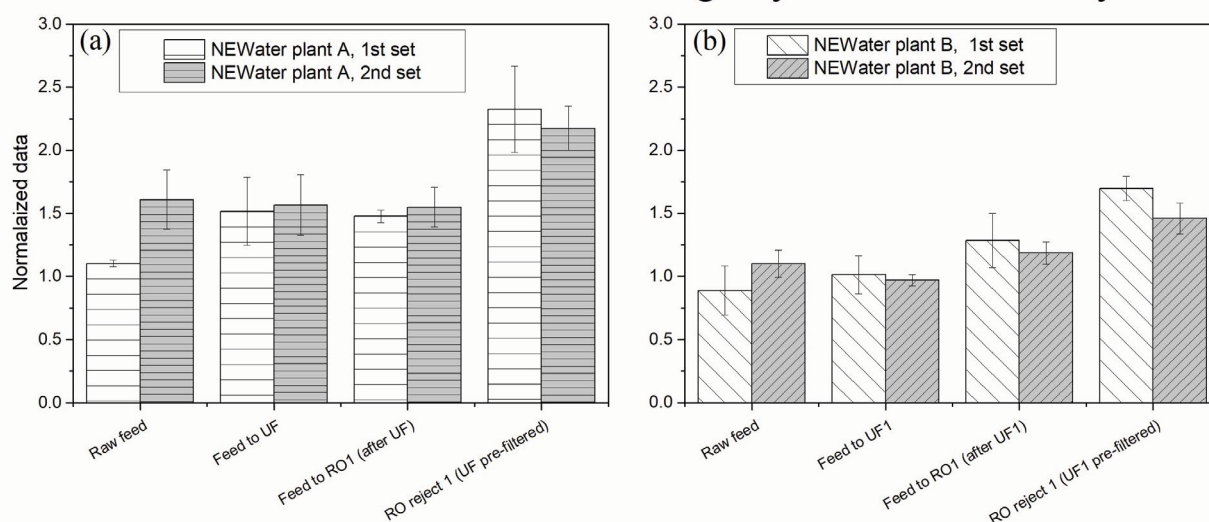 (a)
NEWater plant A, 1st set
NEWater plant A, 2nd set
Normalaized data
3.0
2.5
2.0
1.5
1.0
0.5
0.0
Raw feed
Feed to UF
Feed to RO1 (after UF)
RO reject 1 (UF pre-filtered)
(b)
NEWater plant B, 1st set
NEWater plant B, 2nd set
3.0
2.5
2.0
1.5
1.0
0.5
0.0
Raw feed
Feed to UF1
Feed to RO1 (after UF1)
RO reject 1 (UF1 pre-filtered)